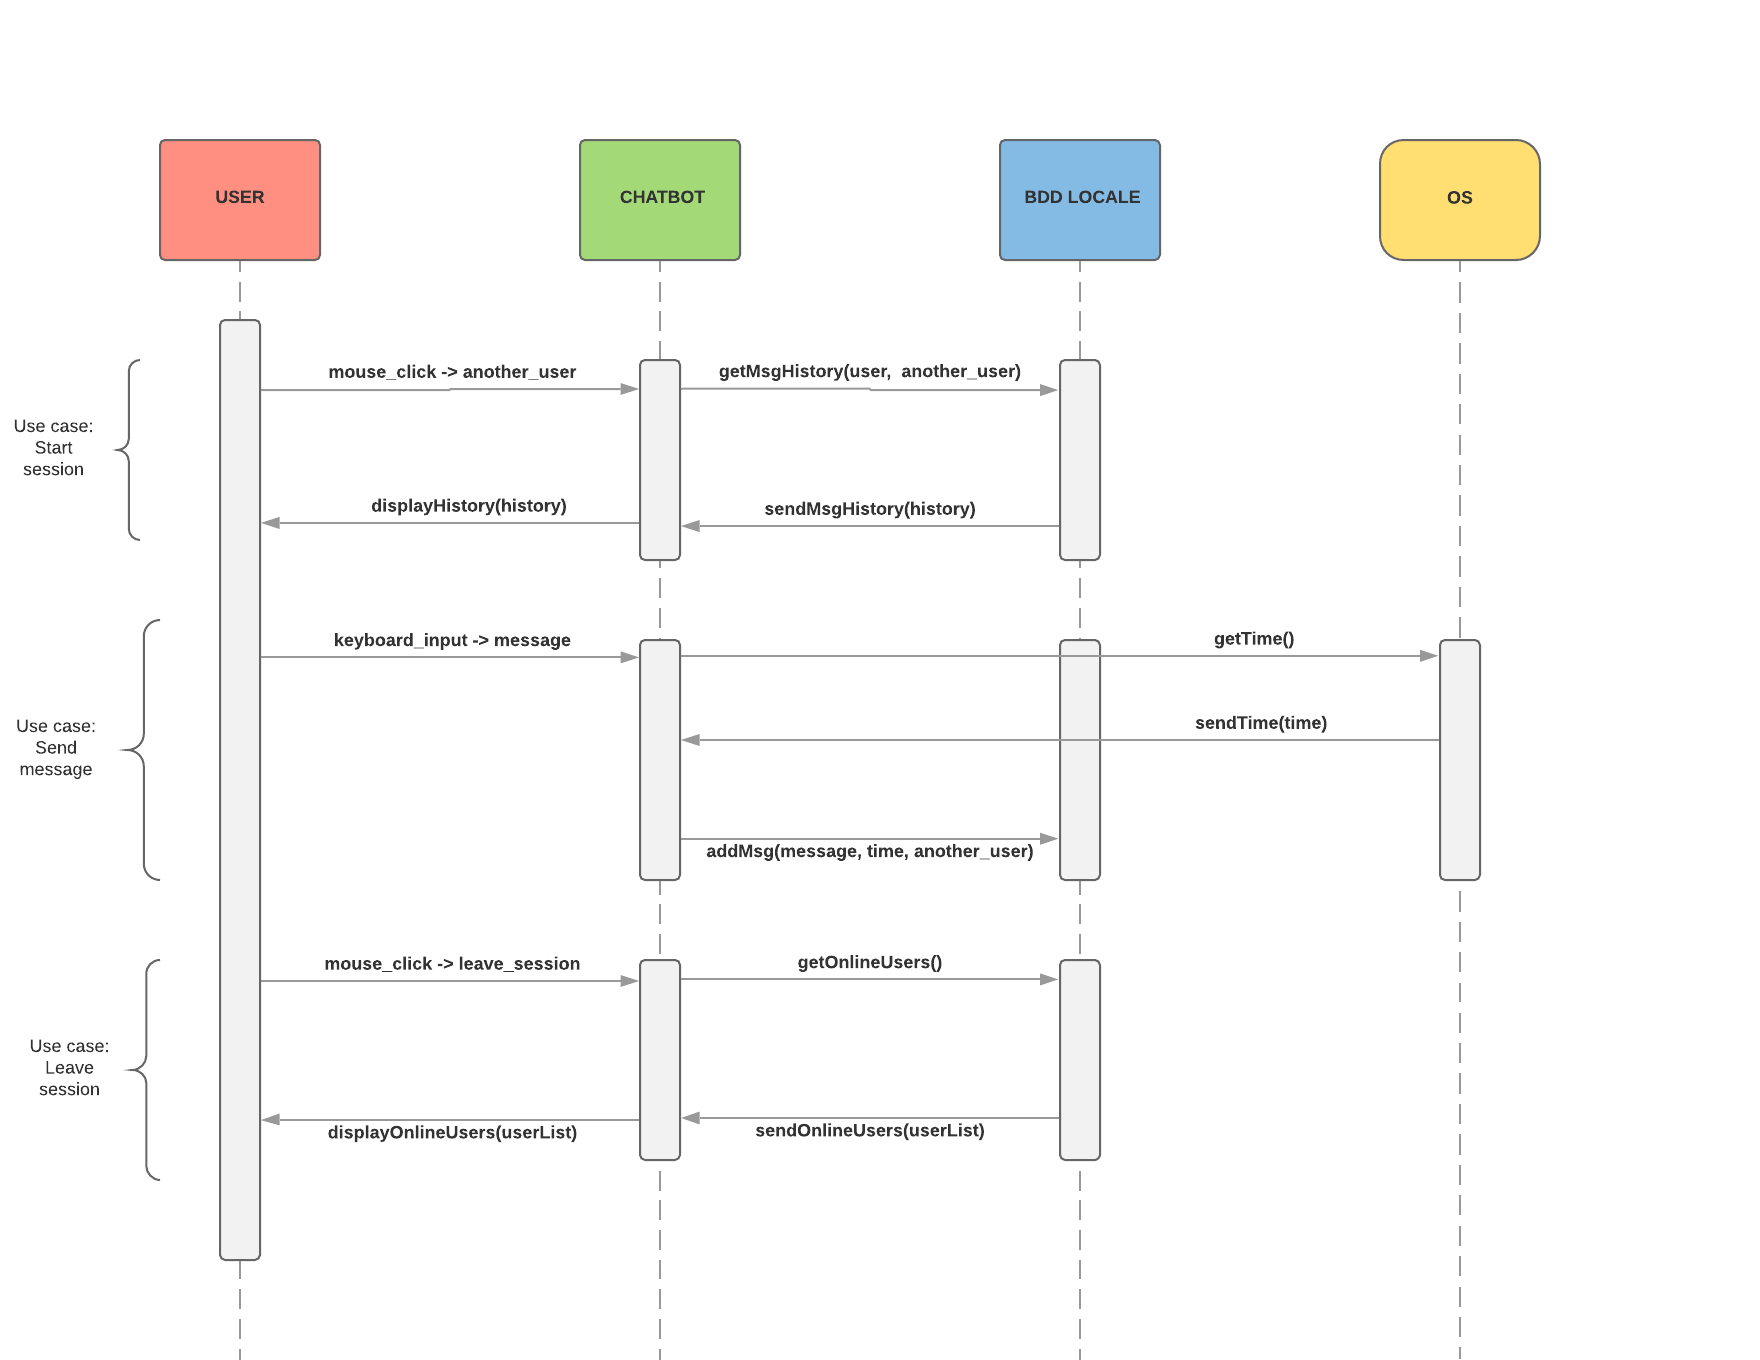 USER
CHATBOT
BDD LOCALE
OS
mouse_click -> another_user
getMsgHistory(user,  another_user)
Use case:
Start
session
displayHistory(history)
sendMsgHistory(history)
keyboard_input -> message
getTime()
sendTime(time)
Use case:
Send
message
addMsg(message, time, another_user)
mouse_click -> leave_session
getOnlineUsers()
Use case:
Leave
session
displayOnlineUsers(userList)
sendOnlineUsers(userList)